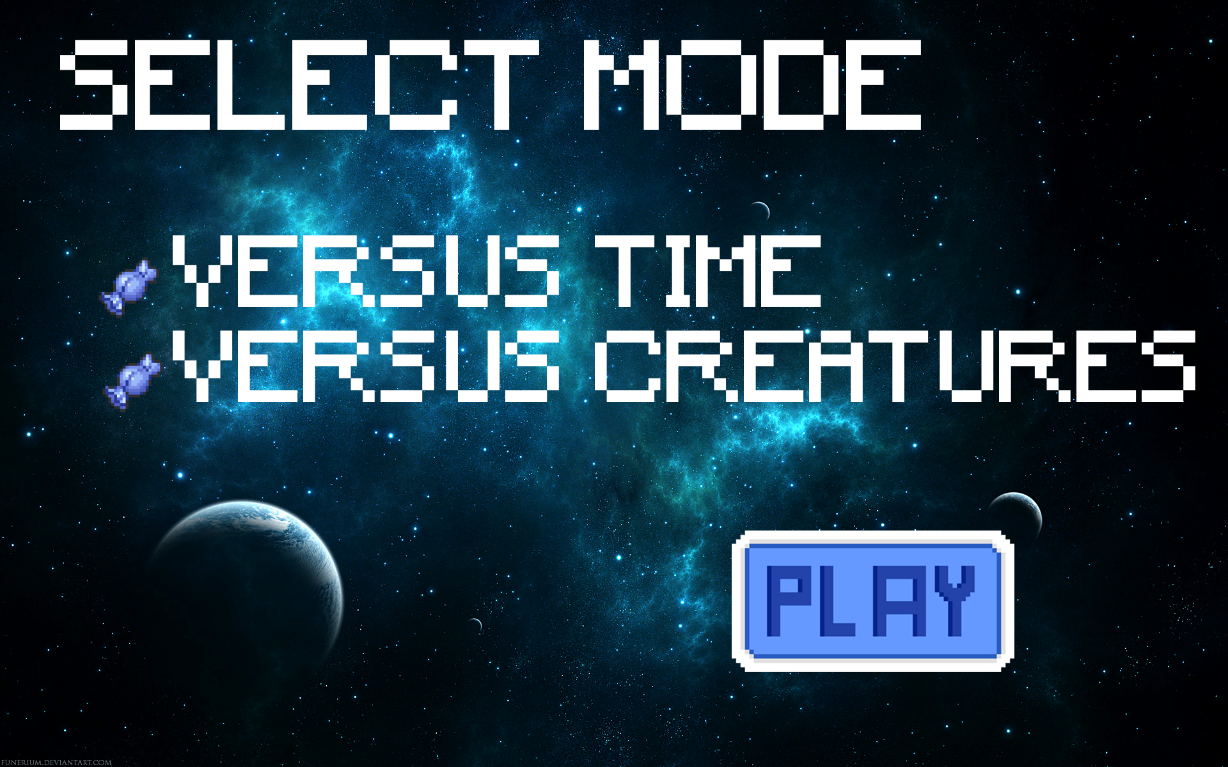 SELECT MODE
VERSUS TIME
VERSUS CREATURES
PLAY
FUNERIUM.DEVIANTART.COM